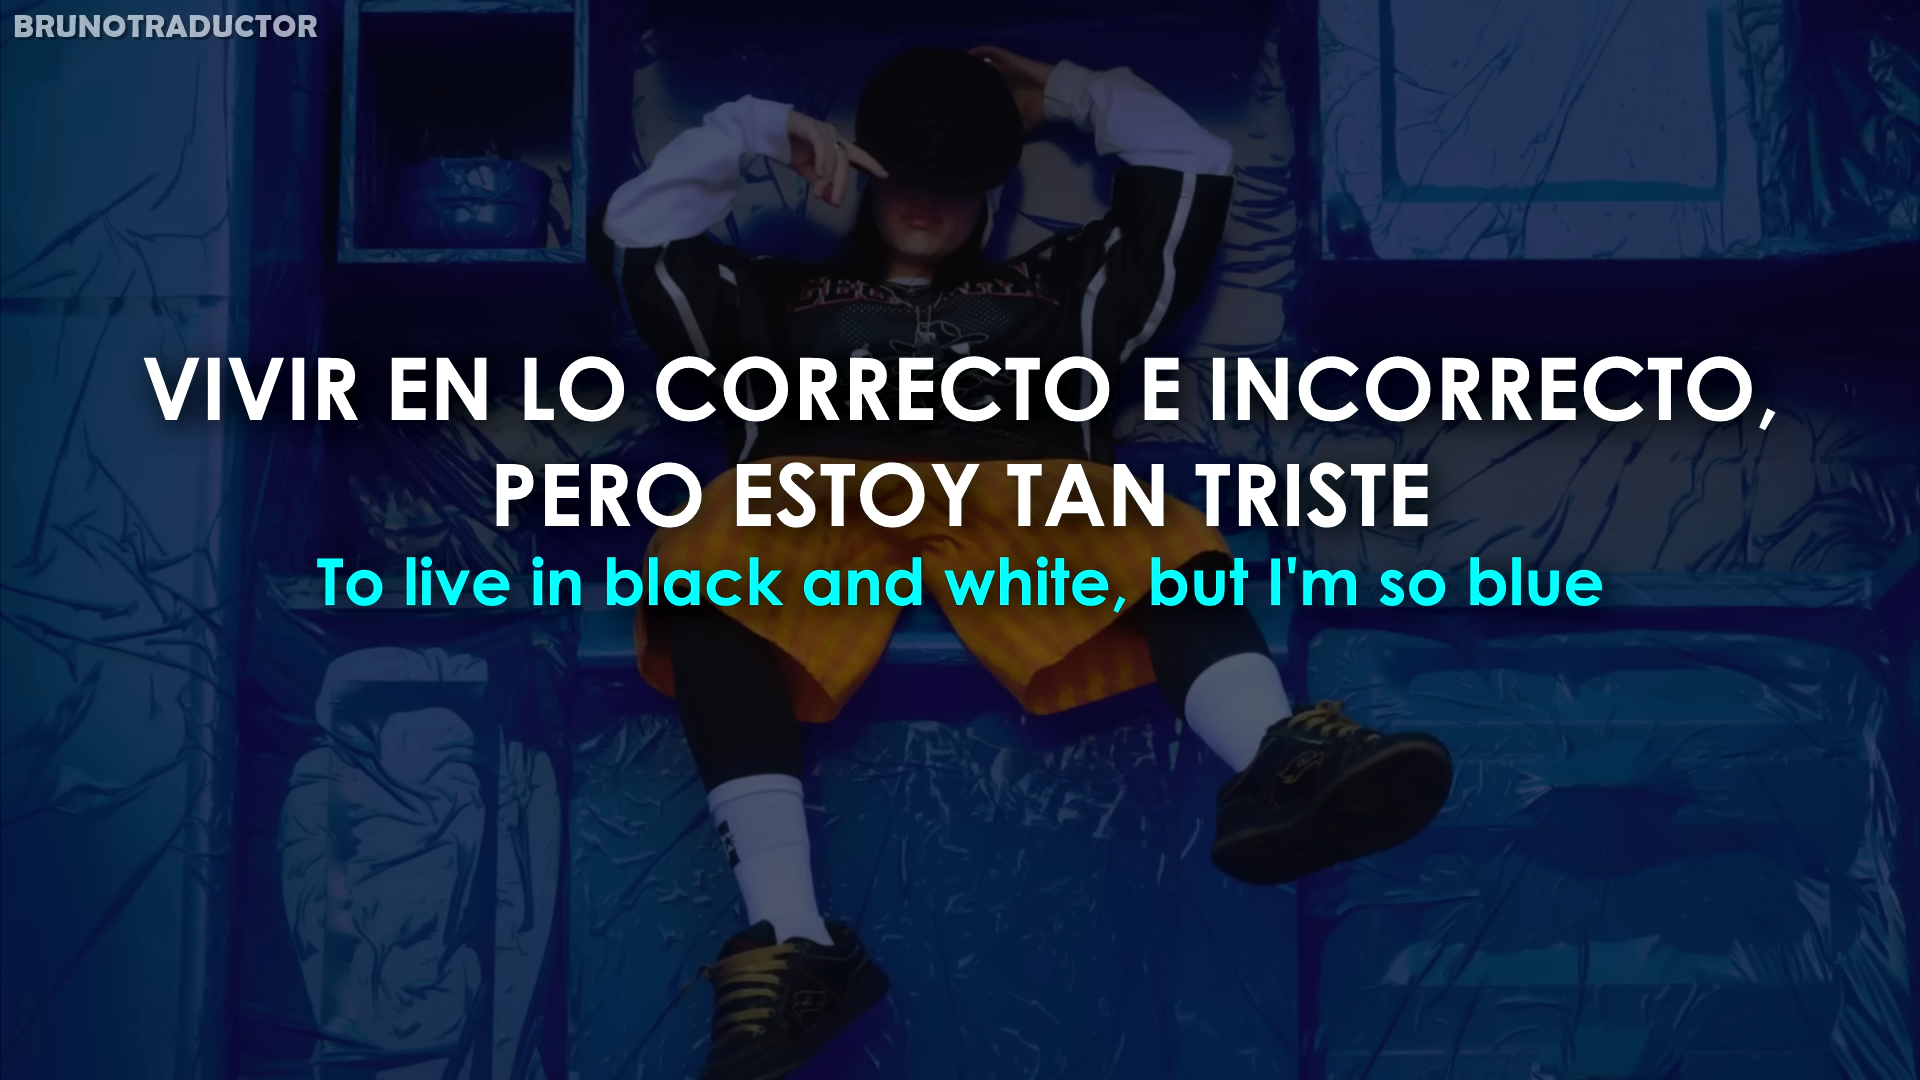 BRUNOTRADUCTOR
VIVIR EN LO CORRECTO E INCORRECTO,
PERO ESTOY TAN TRISTE
To live in black and white, but I'm so blue